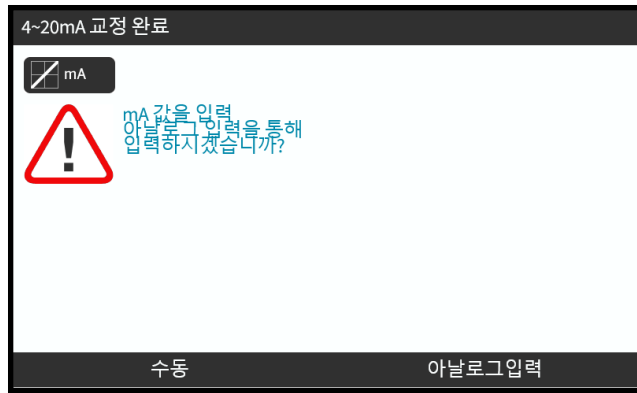 4~20mA 교정 완료
mA
mA 값을 입력
아날로그 입력을 통해
입력하시겠습니까?
수동
아날로그입력